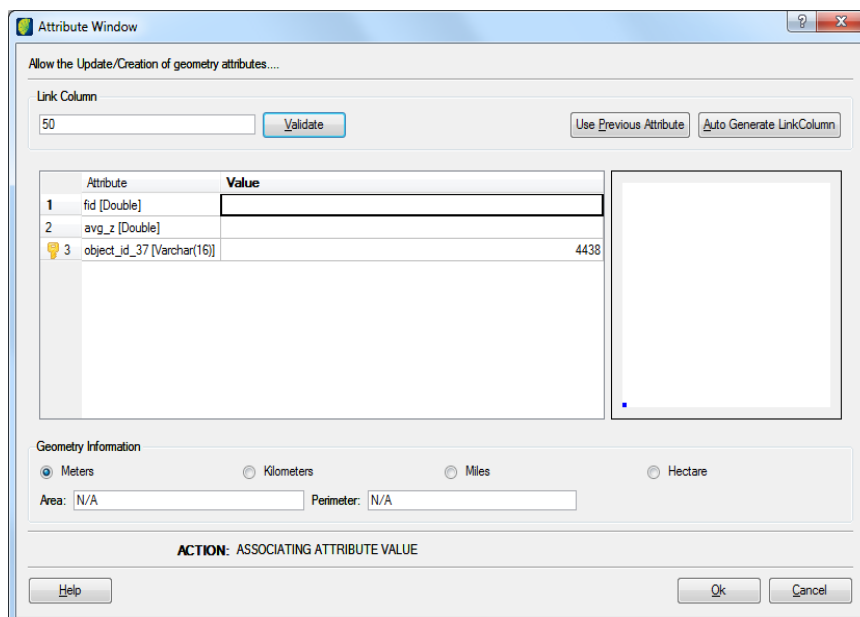 Attribute Window
Allow the Update/Creation of geometry attributes....
Link Column
50 Validate Use Previous Attribute Auto Generate LinkColumn
Attribute Value
1 fid [Double]
2 avg_z [Double]
3 object_id_37 [Varchar(16)] 4438
Geometry Information
Meters Kilometers Miles Hectare
Area: N/A Perimeter: N/A
ACTION: ASSOCIATING ATTRIBUTE VALUE
Help Ok Cancel